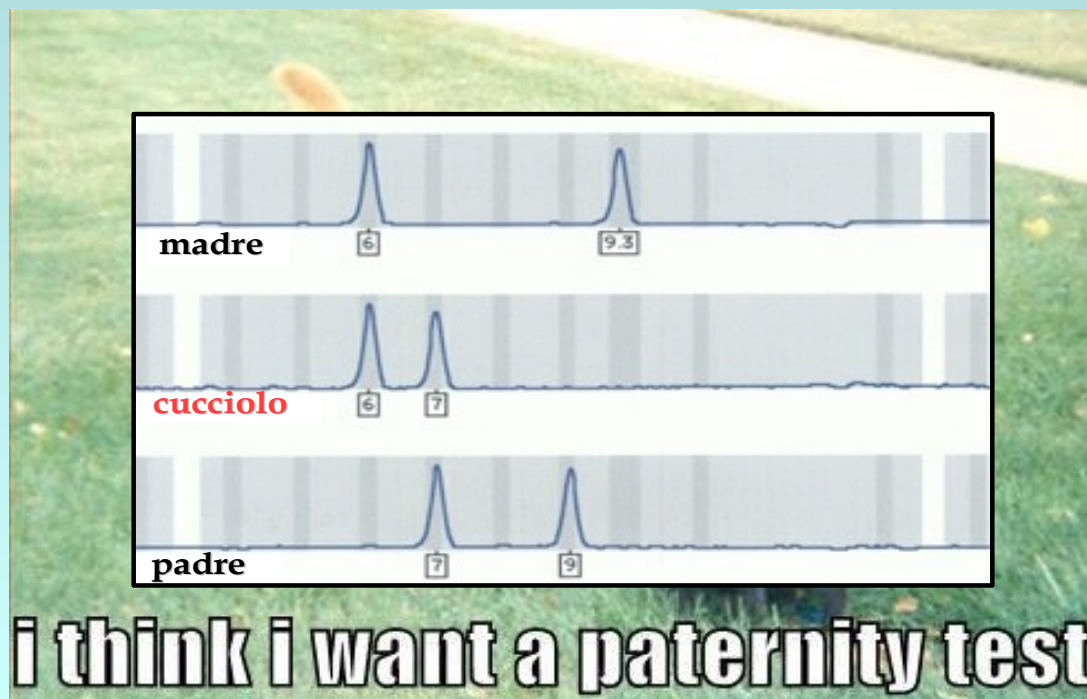 madre
6 9.3
cucciolo
6 7
padre
7 9
i think i want a paternity test